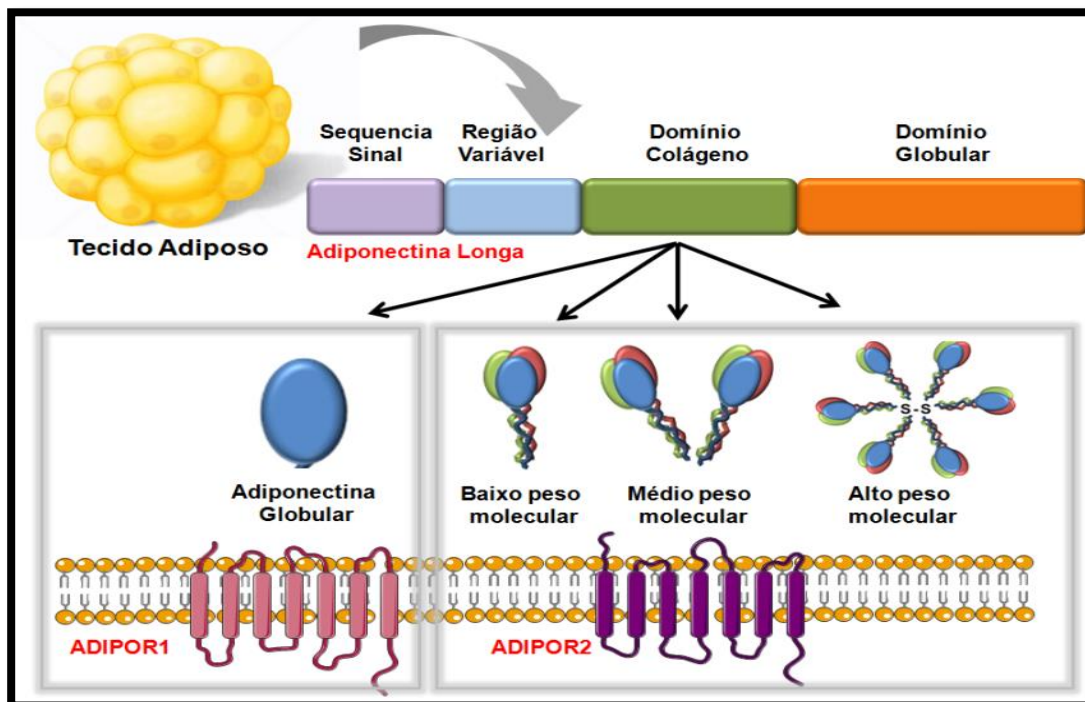 Tecido Adiposo
Sequencia
Sinal
Região
Variável
Domínio
Colágeno
Domínio
Globular
Adiponectina Longa
Adiponectina
Globular
Baixo peso
molecular
Médio peso
molecular
S-S
Alto peso
molecular
ADIPOR1
ADIPOR2